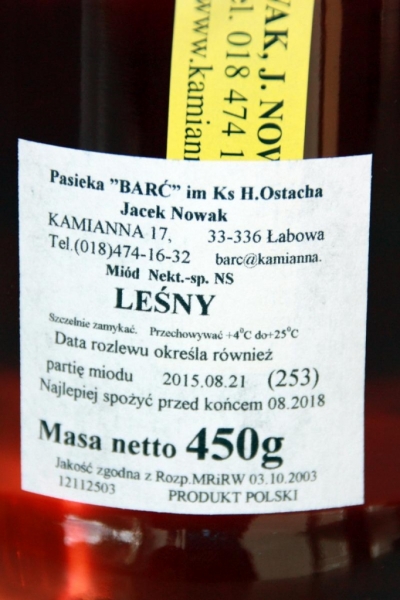 WAK, J. NOW
tel. 018 474 1
www.kamiann
Pasieka "BARĆ" im Ks H.Ostacha
Jacek Nowak
KAMIANNA 17, 33-336 Łabowa
Tel.(018)474-16-32 barc@kamianna.
Miód Nekt.-sp. NS
LEŚNY
Szczelnie zamykać. Przechowywać +4°C do+25°C
Data rozlewu określa również
partię miodu 2015.08.21 (253)
Najlepiej spożyć przed końcem 08.2018
Masa netto 450g
Jakość zgodna z Rozp.MRiRW 03.10.2003
12112503 PRODUKT POLSKI